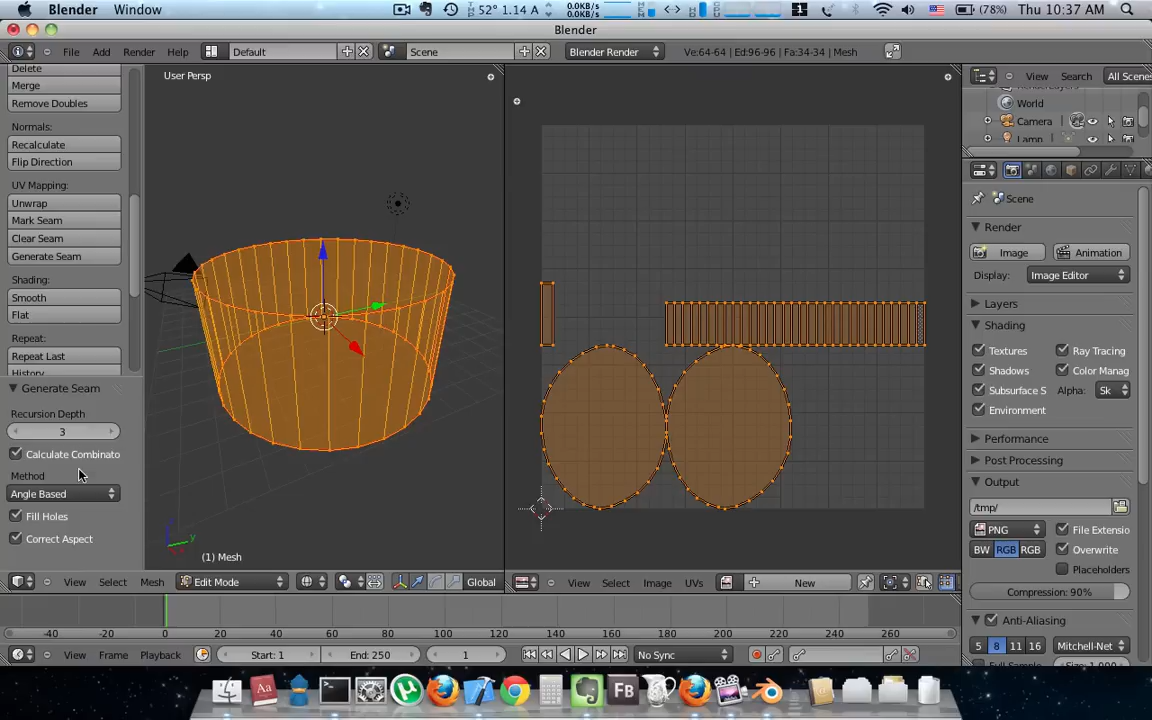 Blender Window
52° 1.14 A
0.0KB/s
0.0KB/s
1
(78%) Thu 10:37 AM
Blender
File Add Render Help
Default
Scene
Blender Render
Ve:64-64 | Ed:96-96 | Fa:34-34 | Mesh
View Search All Scenes
Delete
Merge
Remove Doubles
Normals:
Recalculate
Flip Direction
UV Mapping:
Unwrap
Mark Seam
Clear Seam
Generate Seam
Shading:
Smooth
Flat
Repeat:
Repeat Last
History
Generate Seam
Recursion Depth
3
Calculate Combinato
Method
Angle Based
Fill Holes
Correct Aspect
User Persp
z
y
(1) Mesh
View Select Mesh
Edit Mode
Global
View Select Image UVs
New
RenderLayers
World
Camera
Lamp
Scene
Render
Image
Animation
Display: Image Editor
Layers
Shading
Textures
Ray Tracing
Shadows
Color Manag
Subsurface S
Alpha: Sk
Environment
Performance
Post Processing
Output
/tmp/
PNG
File Extensio
BW RGB RGB
Overwrite
Placeholders
Compression: 90%
Anti-Aliasing
5 8 11 16 Mitchell-Net
-40 -20 0 20 40 60 80 100 120 140 160 180 200 220 240 260
View Frame Playback
Start: 1
End: 250
1
No Sync
Aa
FB